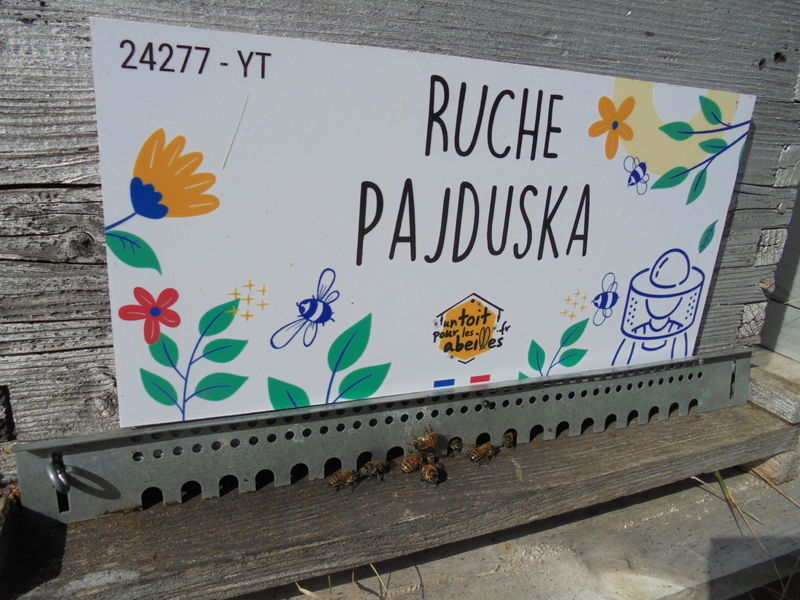 24277 - YT
RUCHE
PAJDUSKA
un toit
pour les .fr
abeilles